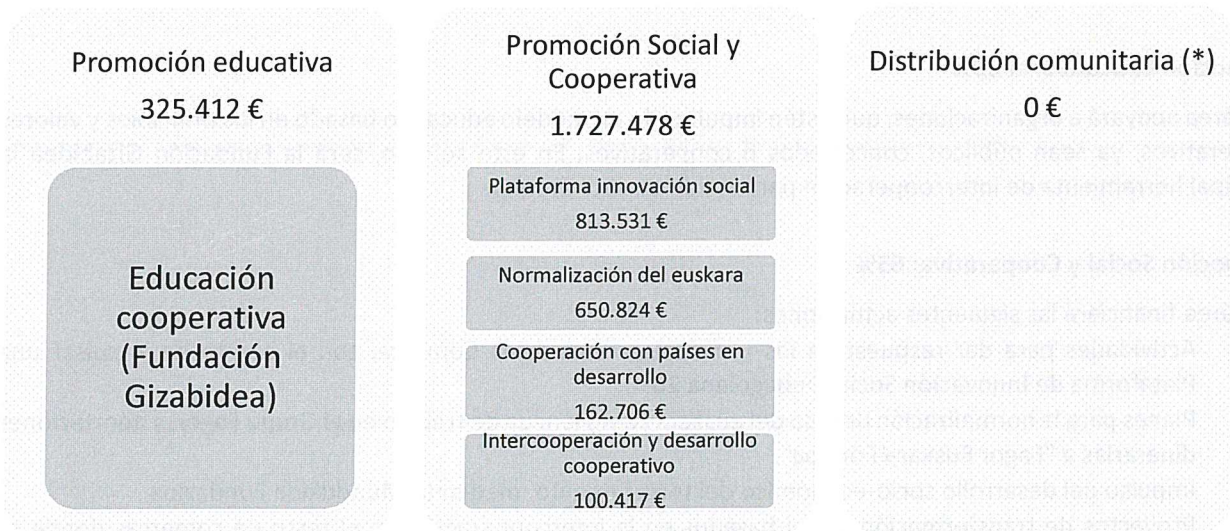 Promoción educativa
325.412 €
Educación
cooperativa
(Fundación
Gizabidea)
Promoción Social y
Cooperativa
1.727.478 €
Plataforma innovación social
813.531 €
Normalización del euskara
650.824 €
Cooperación con países en
desarrollo
162.706 €
Intercooperación y desarrollo
cooperativo
100.417 €
Distribución comunitaria (*)
0 €